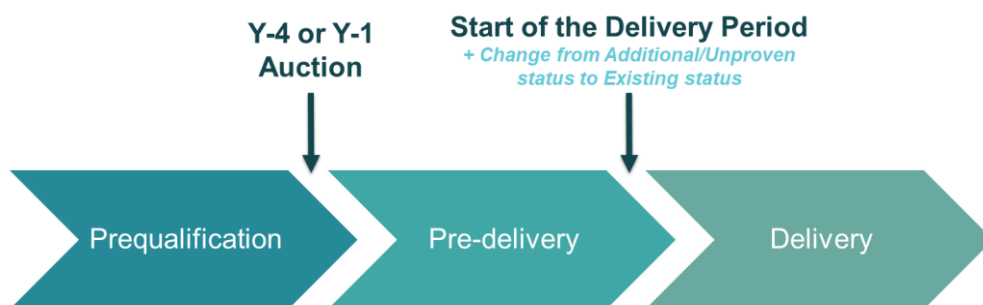 Y-4 or Y-1
Auction
Start of the Delivery Period
+ Change from Additional/Unproven
status to Existing status
Prequalification
Pre-delivery
Delivery